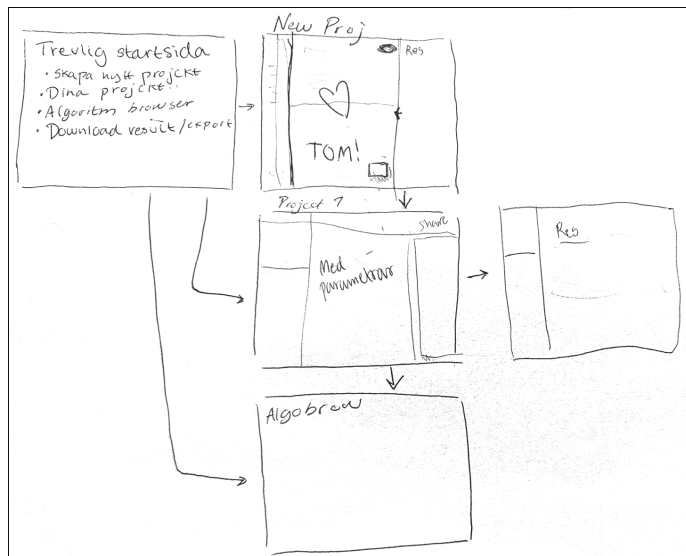 Trevlig startsida
• skapa nytt projekt
• Dina projekt
• Algoritm browser
• Download result/export
New Proj
Res
TOM!
Project 1
share
Med
parametrar
Res
Algobrow